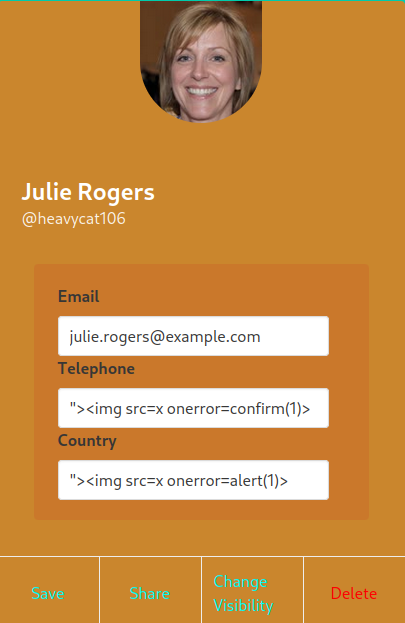 Julie Rogers
@heavycat106
Email
julie.rogers@example.com
Telephone
"><img src=x onerror=confirm(1)>
Country
"><img src=x onerror=alert(1)>
Save
Share
Change
Visibility
Delete